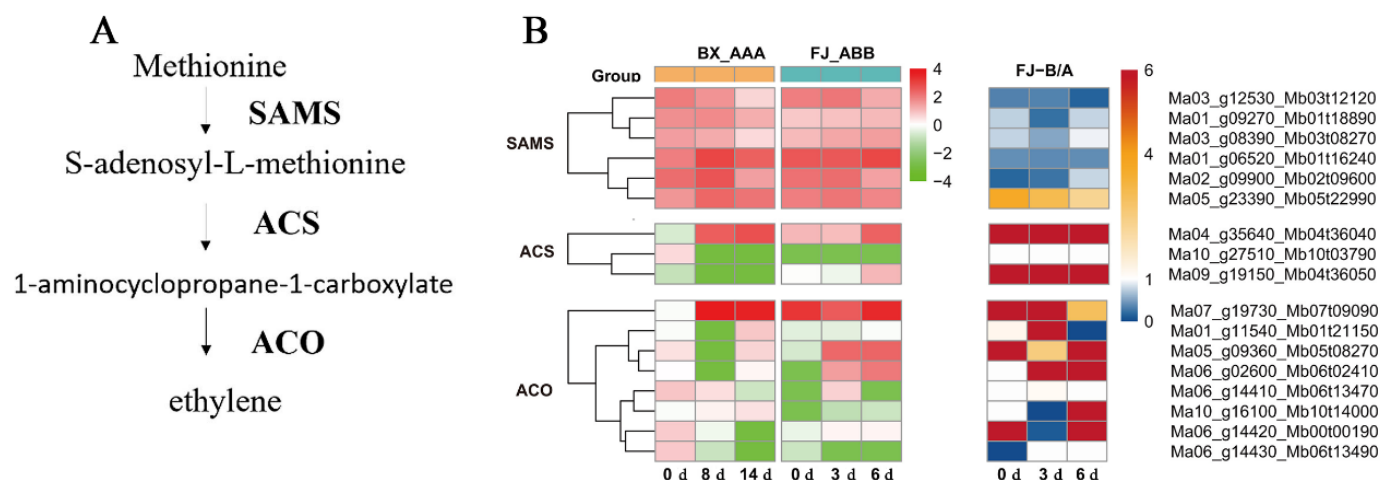 A
Methionine
SAMS
S-adenosyl-L-methionine
ACS
1-aminocyclopropane-1-carboxylate
ACO
ethylene
B
BX_AAA
FJ_ABB
Group
4
2
0
−2
−4
FJ−B/A
6
4
1
0
SAMS
Ma03_g12530_Mb03t12120
Ma01_g09270_Mb01t18890
Ma03_g08390_Mb03t08270
Ma01_g06520_Mb01t16240
Ma02_g09900_Mb02t09600
Ma05_g23390_Mb05t22990
ACS
Ma04_g35640_Mb04t36040
Ma10_g27510_Mb10t03790
Ma09_g19150_Mb04t36050
ACO
Ma07_g19730_Mb07t09090
Ma01_g11540_Mb01t21150
Ma05_g09360_Mb05t08270
Ma06_g02600_Mb06t02410
Ma06_g14410_Mb06t13470
Ma10_g16100_Mb10t14000
Ma06_g14420_Mb00t00190
Ma06_g14430_Mb06t13490
0 d 8 d 14 d 0 d 3 d 6 d
0 d 3 d 6 d